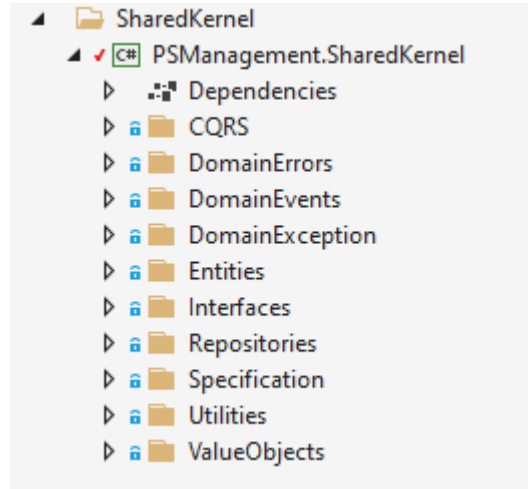 SharedKernel
C# PSManagement.SharedKernel
Dependencies
CQRS
DomainErrors
DomainEvents
DomainException
Entities
Interfaces
Repositories
Specification
Utilities
ValueObjects